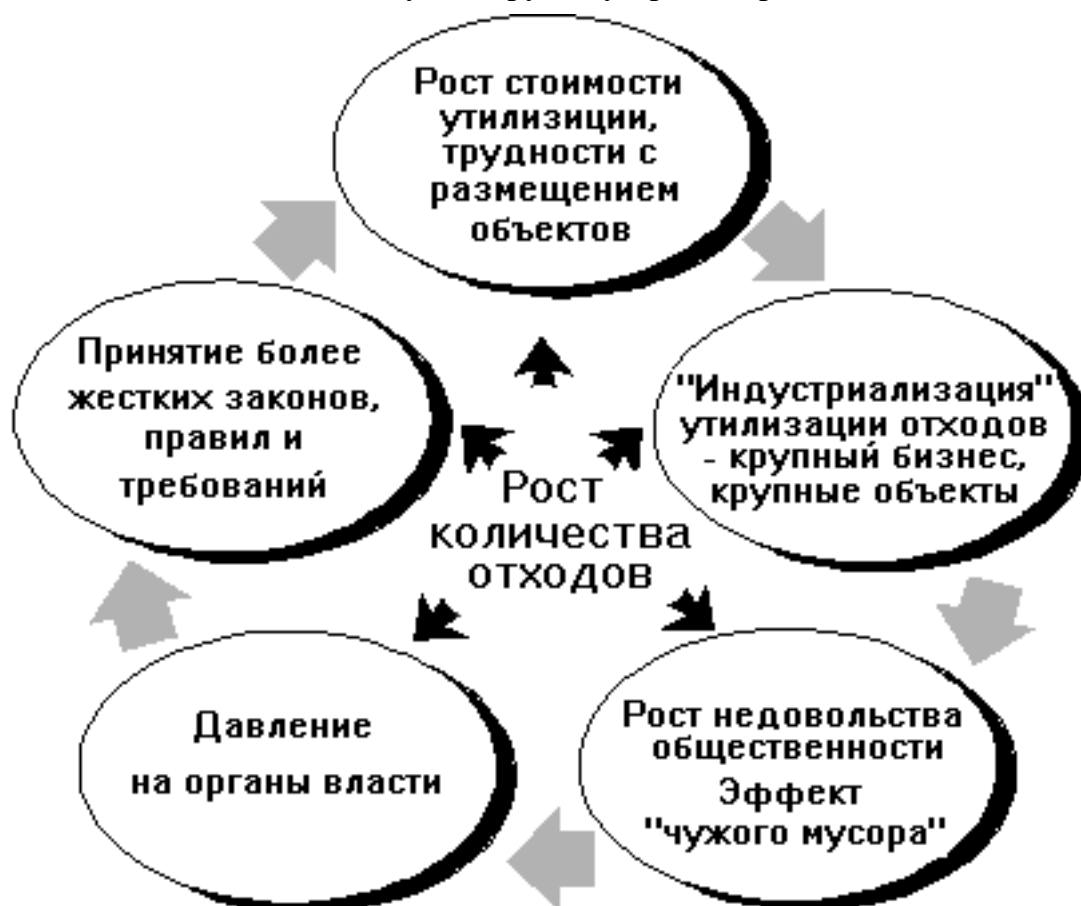 Рост стоимости
утилизиции,
трудности с
размещением
объектов
Принятие более
жестких законов,
правил и
требований
"Индустриализация"
утилизации отходов
- крупный бизнес,
крупные объекты
Рост
количества
отходов
Давление
на органы власти
Рост недовольства
общественности
Эффект
"чужого мусора"